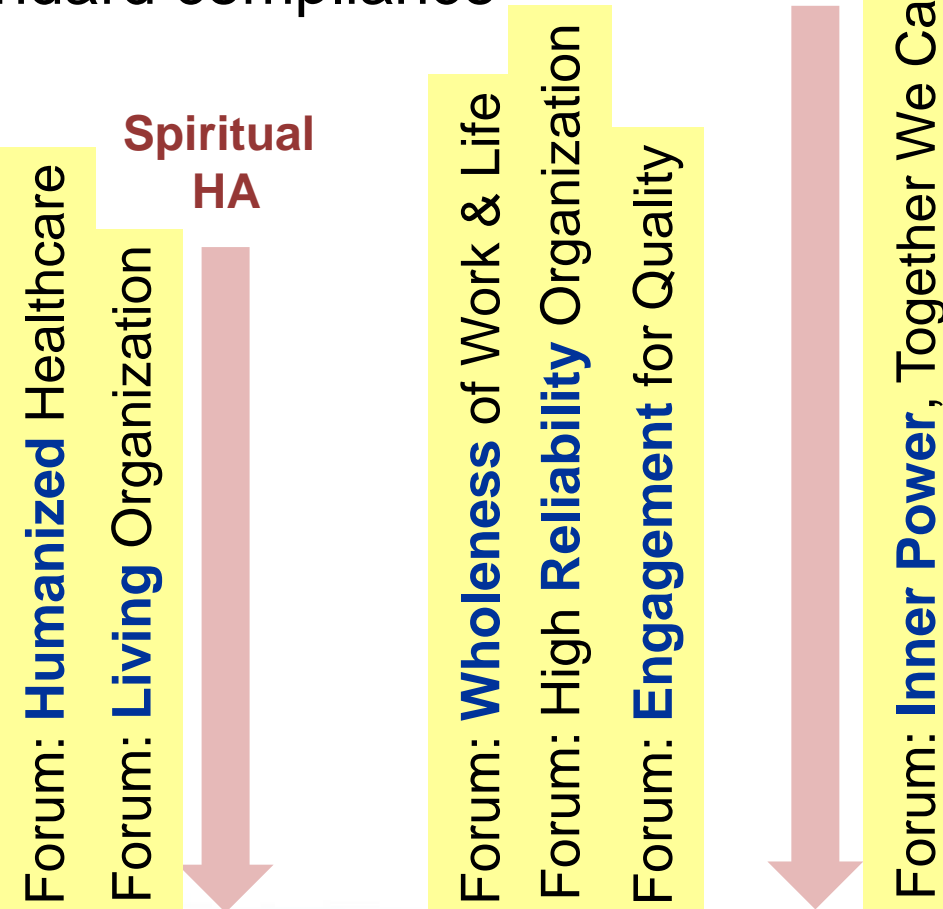 compliance
Spiritual
HA
Forum: Humanized Healthcare
Forum: Living Organization
Forum: Wholeness of Work & Life
Forum: High Reliability Organization
Forum: Engagement for Quality
Forum: Inner Power, Together We